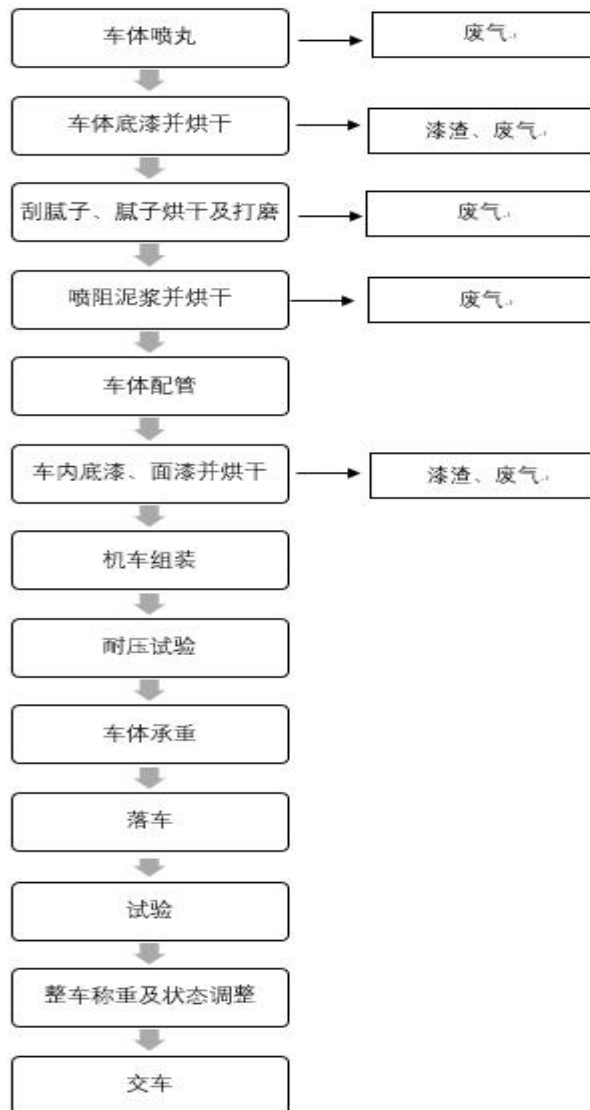 车体喷丸
废气
车体底漆并烘干
漆渣、废气
刮腻子、腻子烘干及打磨
废气
喷阻泥浆并烘干
废气
车体配管
车内底漆、面漆并烘干
漆渣、废气
机车组装
耐压试验
车体承重
落车
试验
整车称重及状态调整
交车